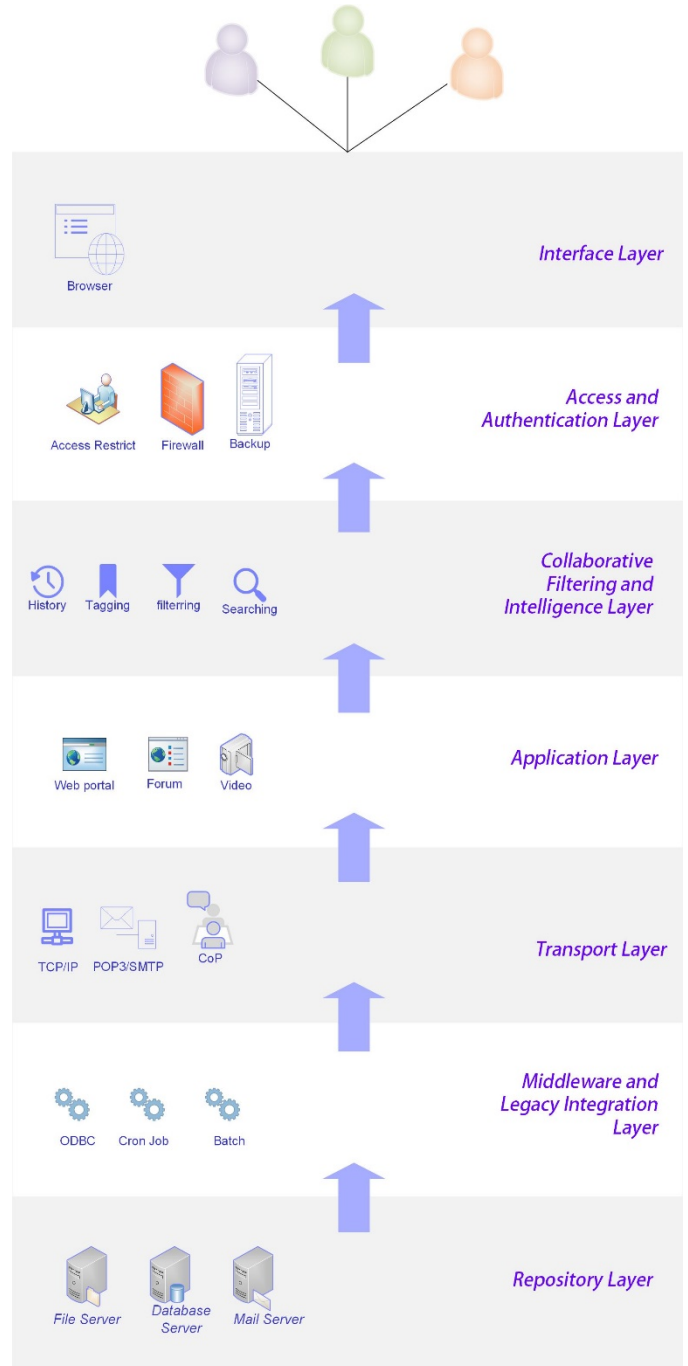 Browser
Interface Layer
Access Restrict
Firewall
Backup
Access and
Authentication Layer
History
Tagging
filterring
Searching
Collaborative
Filtering and
Intelligence Layer
Web portal
Forum
Video
Application Layer
TCP/IP
POP3/SMTP
CoP
Transport Layer
ODBC
Cron Job
Batch
Middleware and
Legacy Integration
Layer
File Server
Database
Server
Mail Server
Repository Layer